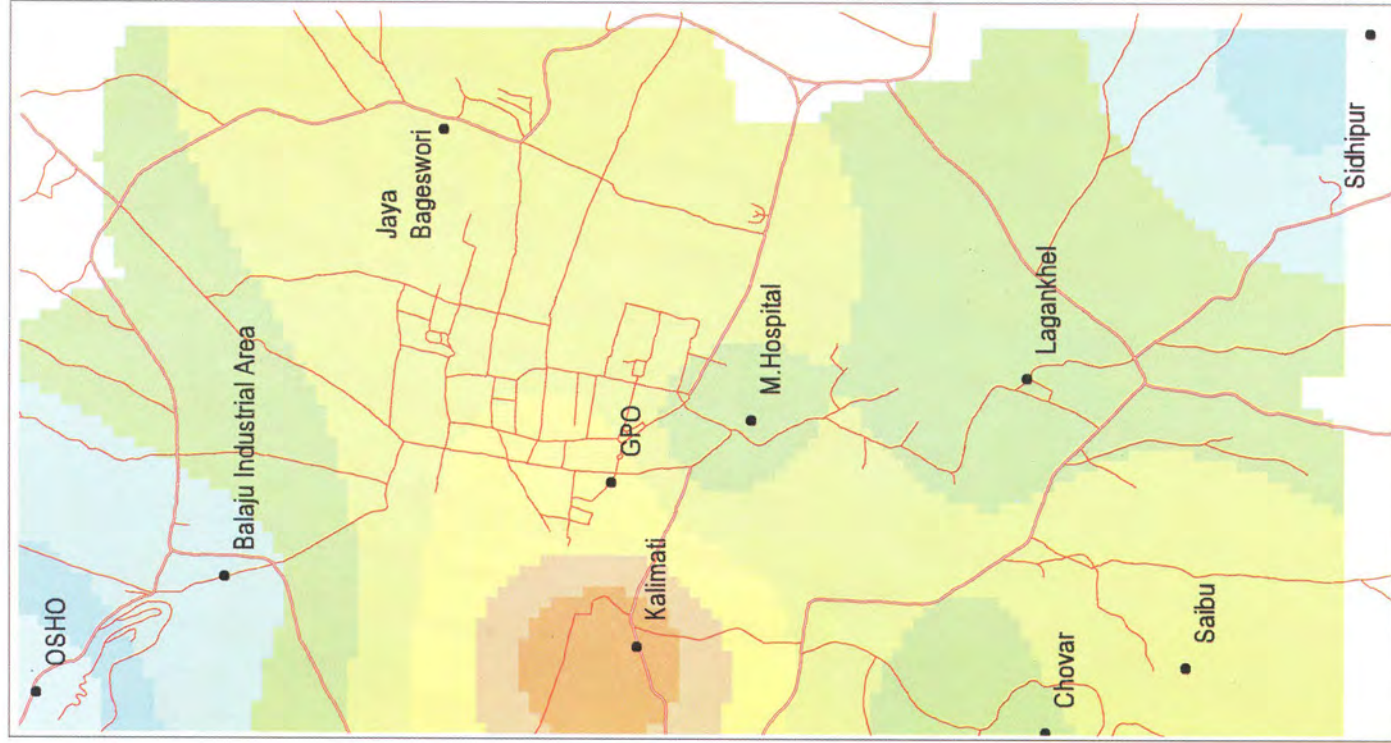 OSHO
Balaju Industrial Area
Jaya
Bageswori
GPO
Kalimati
M.Hospital
Lagankhel
Chovar
Saibu
Sidhipur